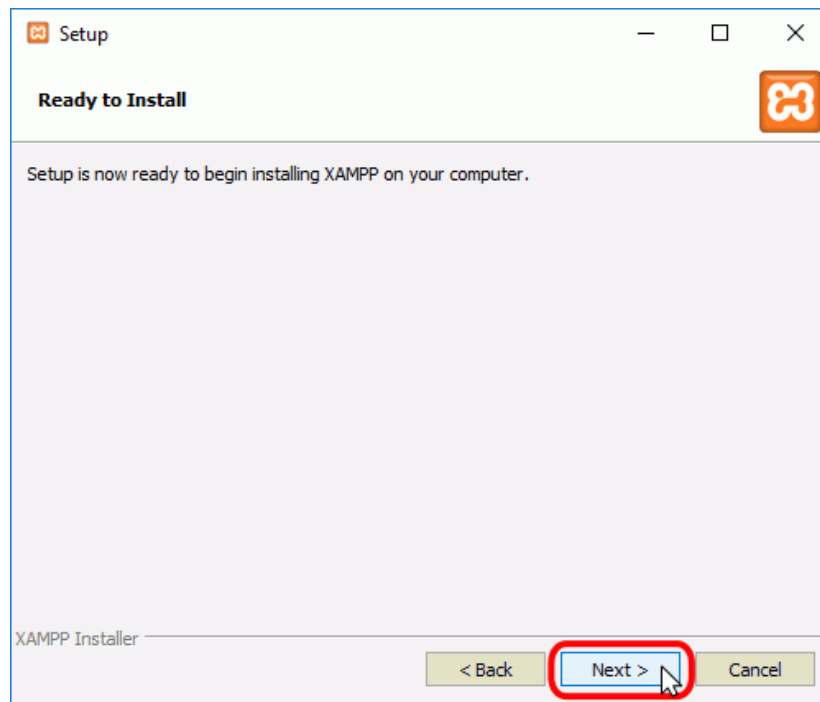 Setup
Ready to Install
Setup is now ready to begin installing XAMPP on your computer.
XAMPP Installer
< Back Next > Cancel